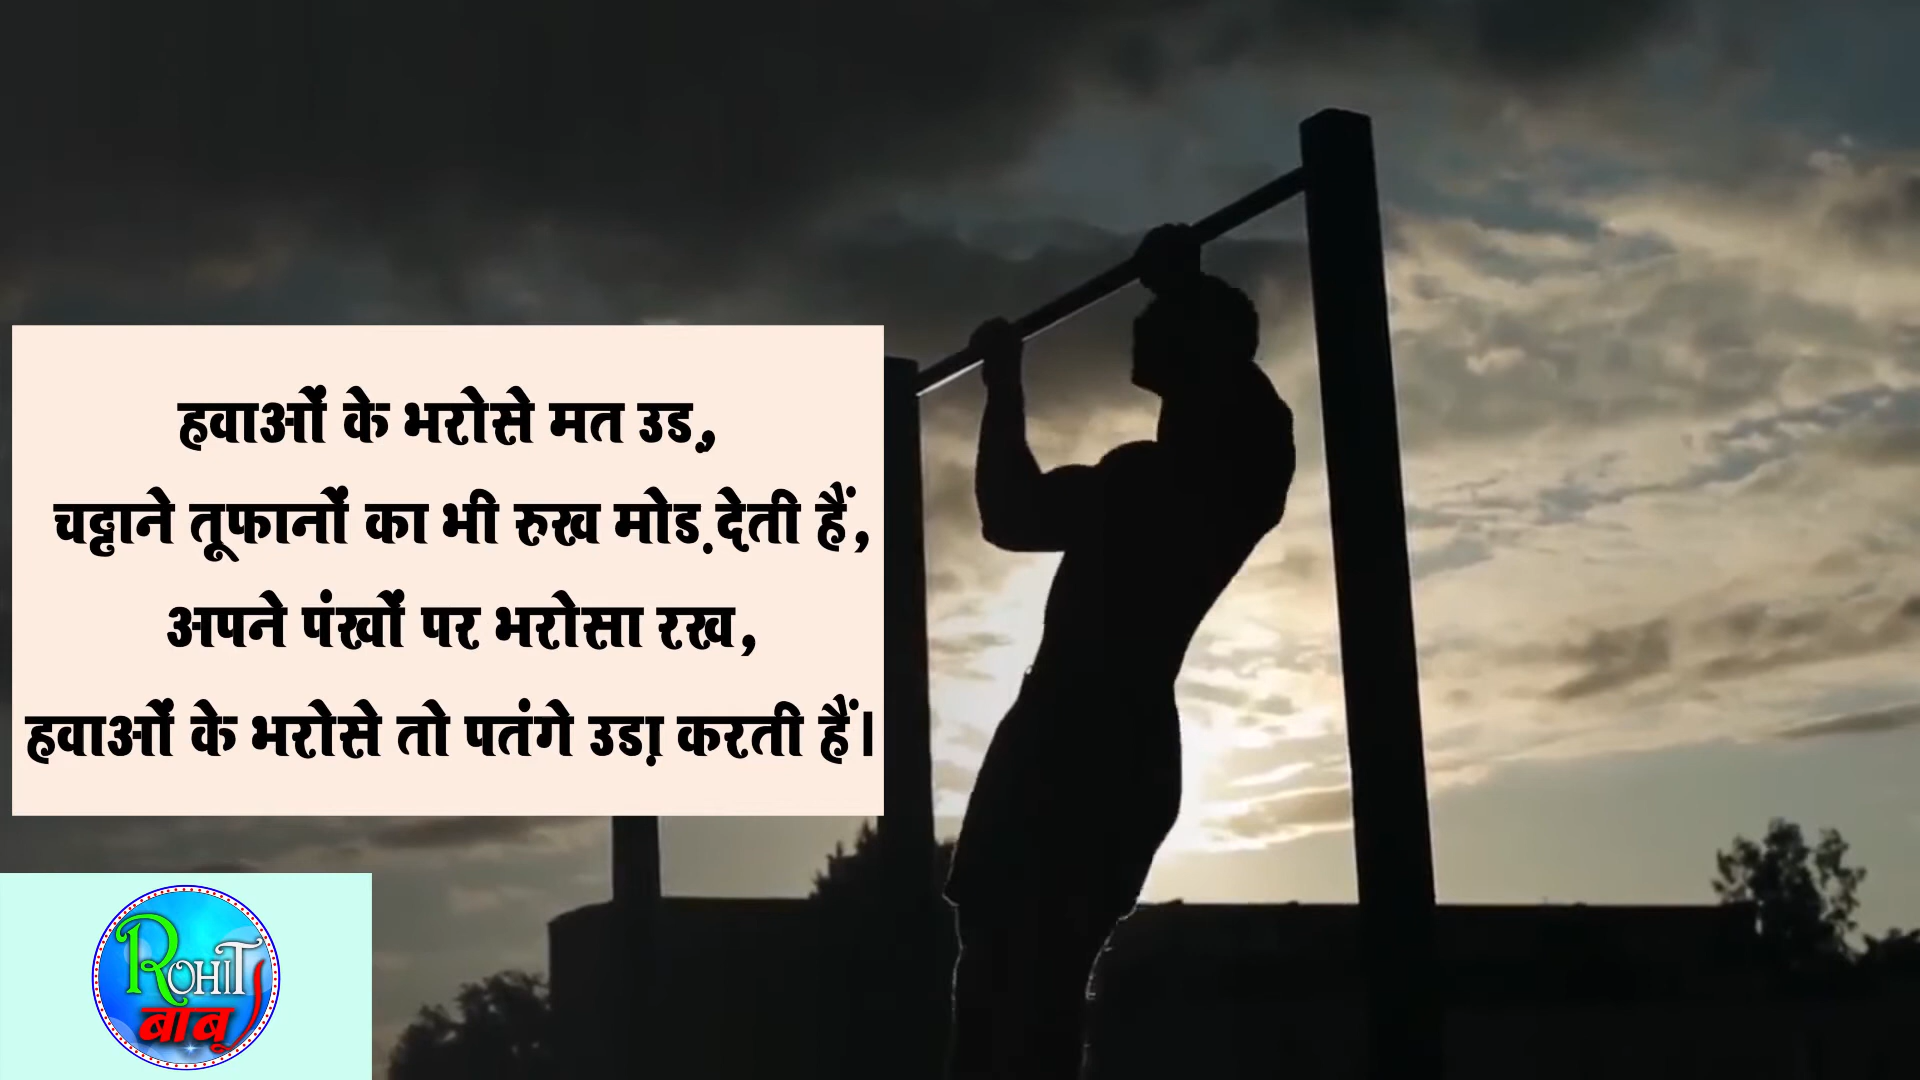 हवाओं के भरोसे मत उड़,
चट्टाने तूफानों का भी रुख मोड़ देती हैं,
अपने पंखों पर भरोसा रख,
हवाओं के भरोसे तो पतंगे उड़ा करती हैं।
ROHIT
बाबू